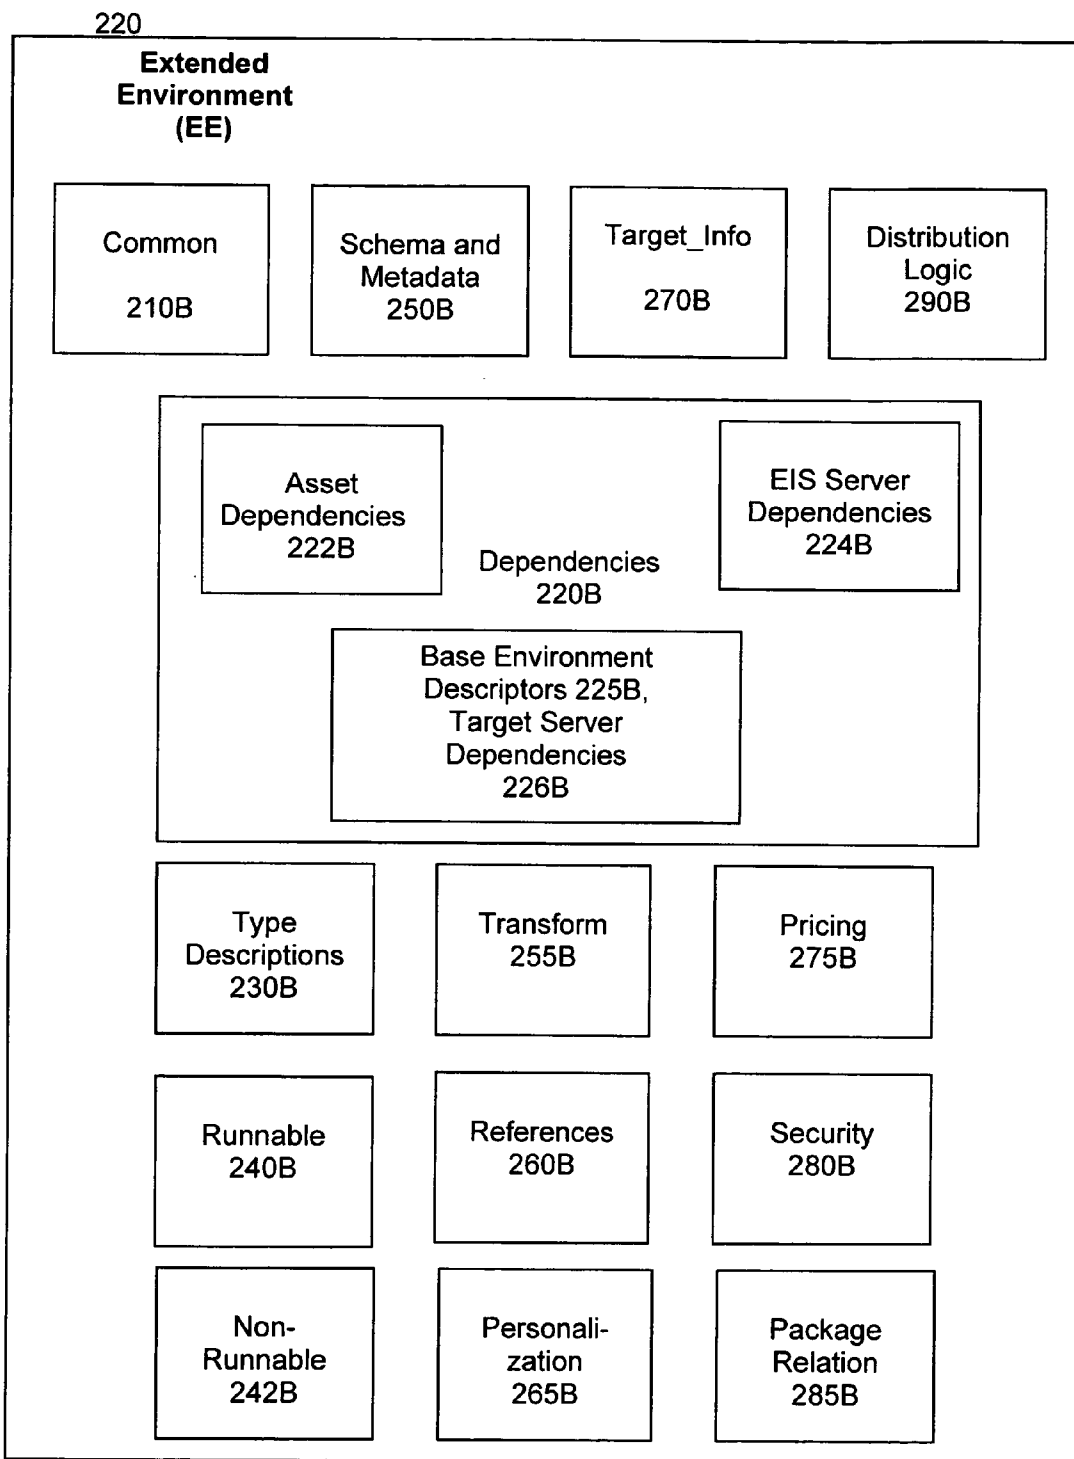 220
Extended
Environment
(EE)
Common
210B
Schema and
Metadata
250B
Target_Info
270B
Distribution
Logic
290B
Asset
Dependencies
222B
EIS Server
Dependencies
224B
Dependencies
220B
Base Environment
Descriptors 225B,
Target Server
Dependencies
226B
Type
Descriptions
230B
Transform
255B
Pricing
275B
Runnable
240B
References
260B
Security
280B
Non-
Runnable
242B
Personali-
zation
265B
Package
Relation
285B